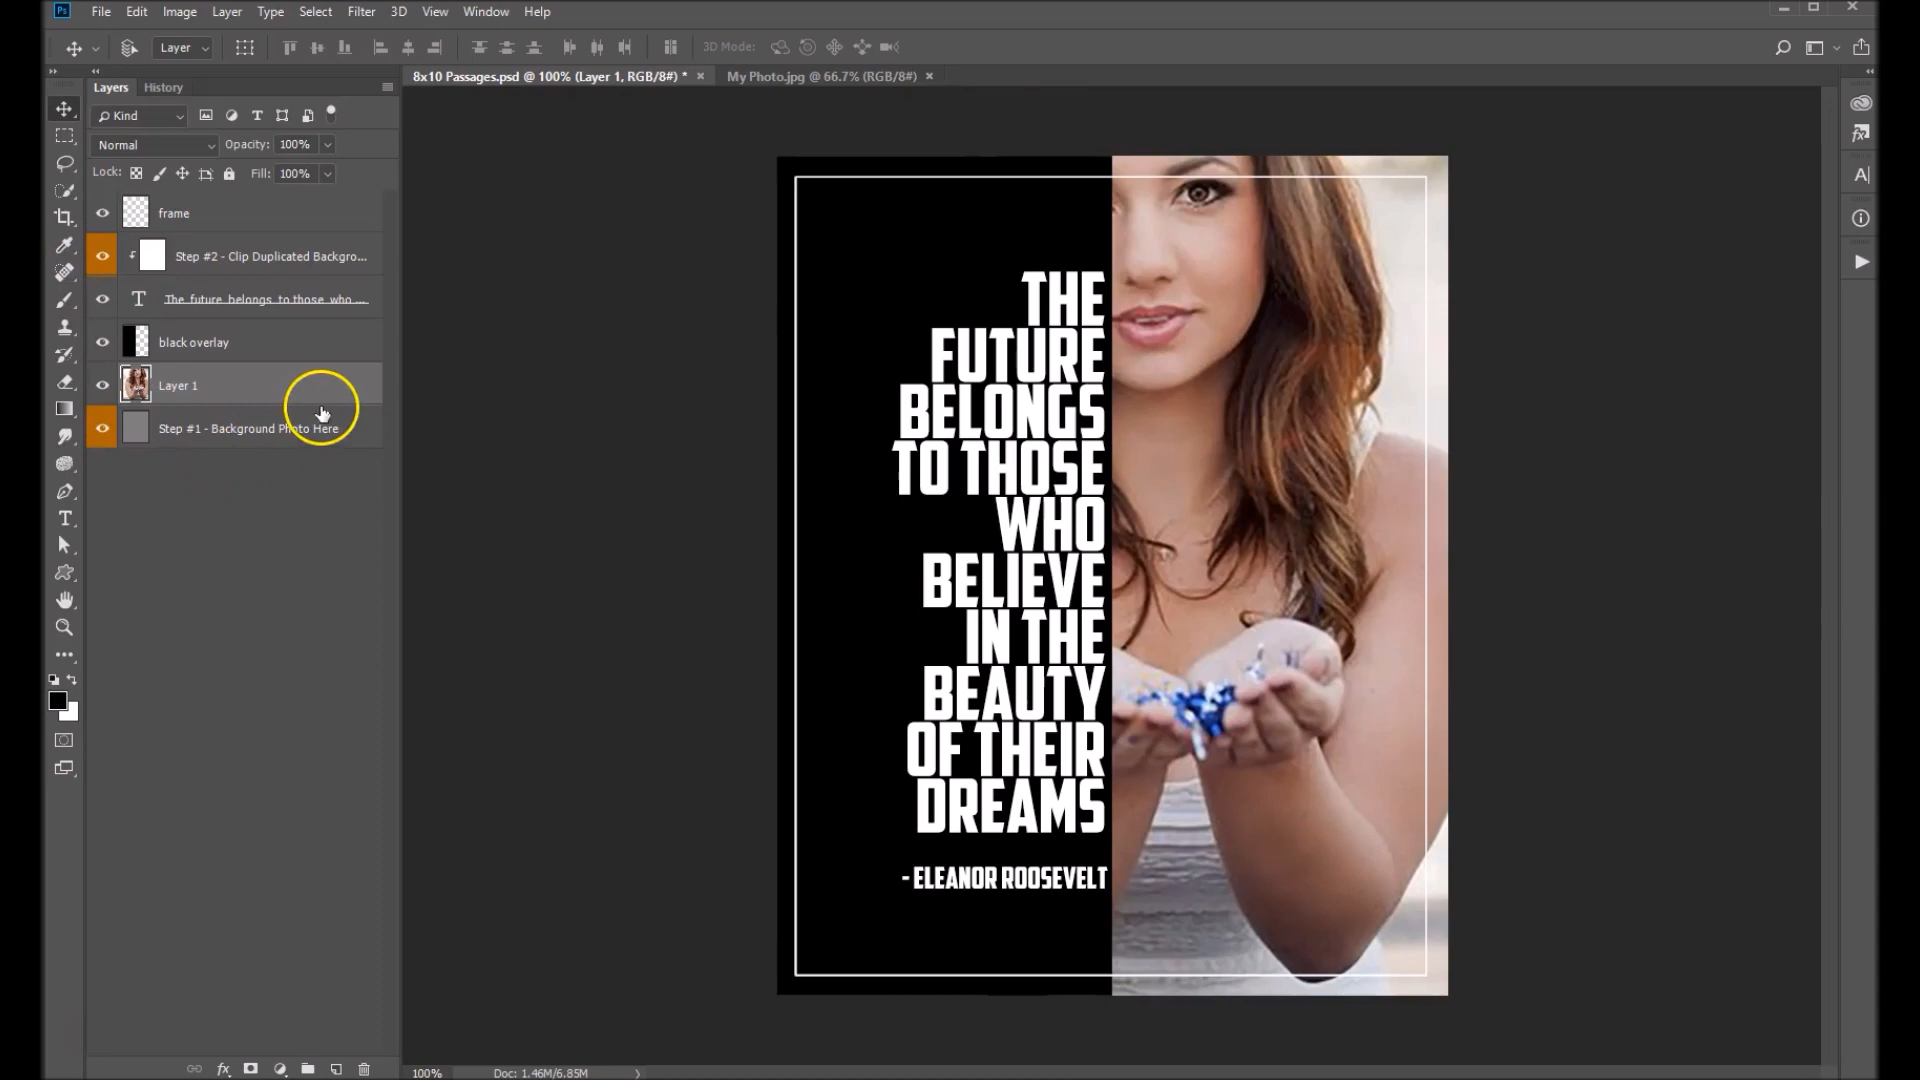 Ps File Edit Image Layer Type Select Filter 3D View Window Help
Layer 3D Mode:
8x10 Passages.psd @ 100% (Layer 1, RGB/8#) * × My Photo.jpg @ 66.7% (RGB/8#) ×
Layers History
Kind
Normal Opacity: 100%
Lock: Fill: 100%
frame
Step #2 - Clip Duplicated Backgro...
The future belongs to those who ...
black overlay
Layer 1
Step #1 - Background Photo Here
THE
FUTURE
BELONGS
TO THOSE
WHO
BELIEVE
IN THE
BEAUTY
OF THEIR
DREAMS
- ELEANOR ROOSEVELT
100% Doc: 1.46M/6.85M